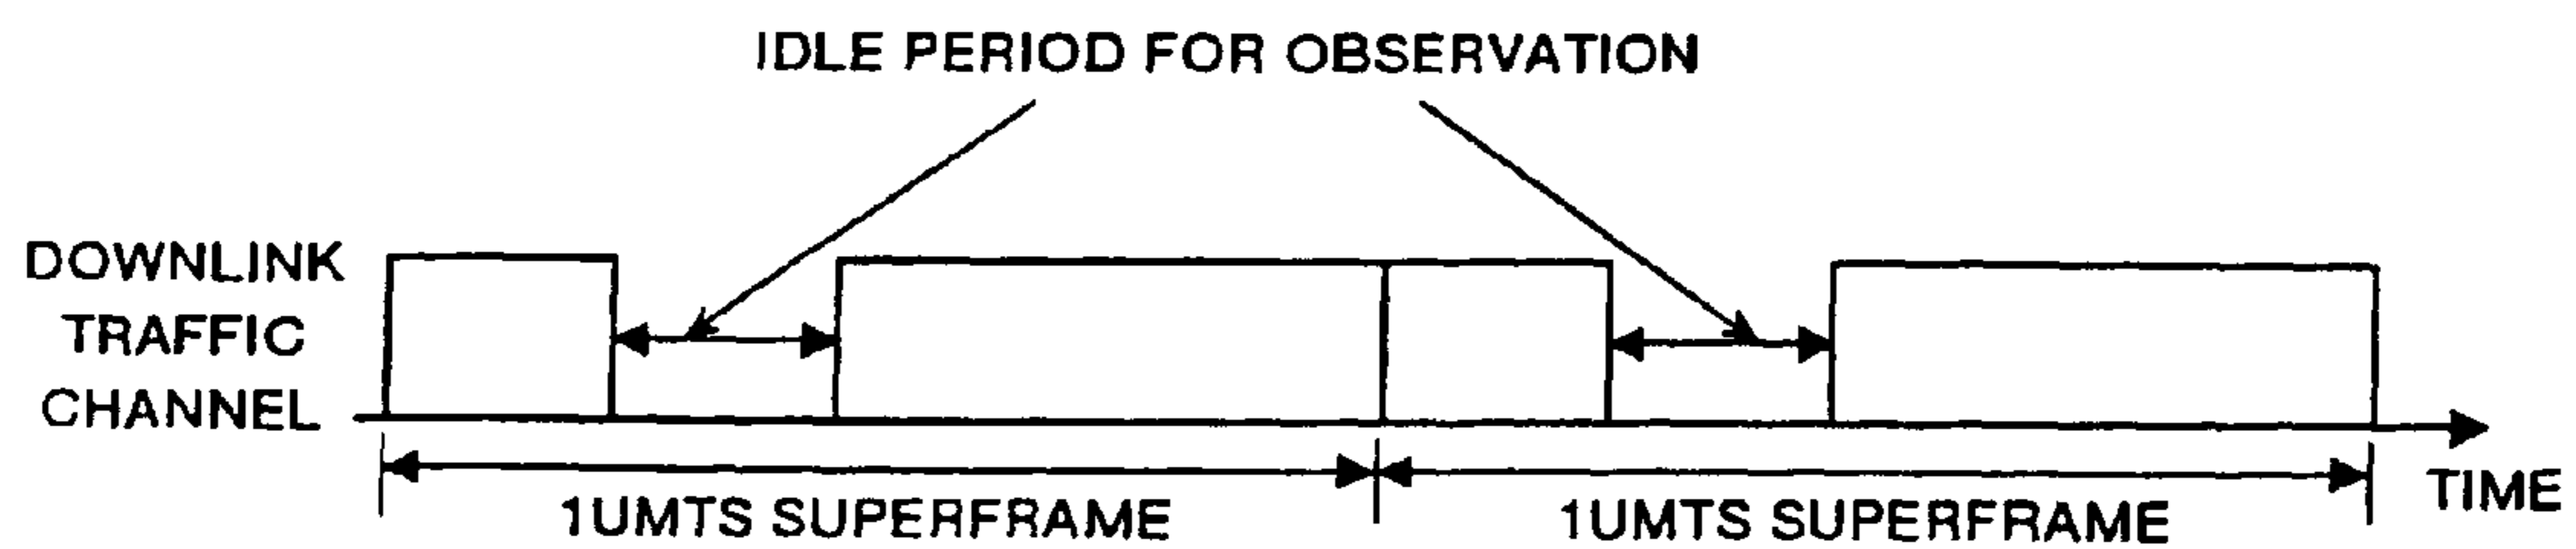 IDLE PERIOD FOR OBSERVATION
DOWNLINK
TRAFFIC
CHANNEL
TIME
1UMTS SUPERFRAME
1UMTS SUPERFRAME